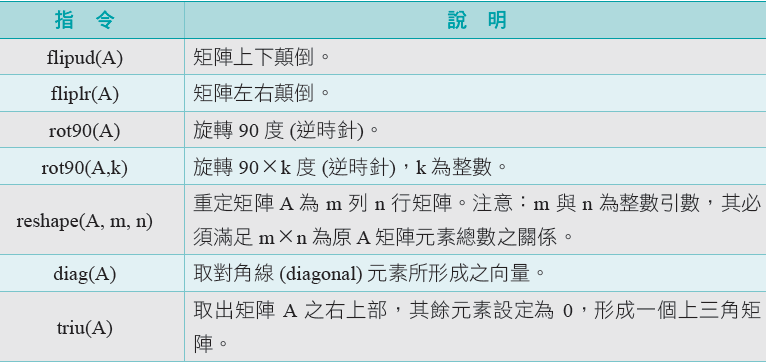 指 令 說 明
flipud(A) 矩陣上下顛倒。
fliplr(A) 矩陣左右顛倒。
rot90(A) 旋轉 90 度 (逆時針)。
rot90(A,k) 旋轉 90×k 度 (逆時針)，k 為整數。
reshape(A, m, n) 重定矩陣 A 為 m 列 n 行矩陣。注意：m 與 n 為整數引數，其必
須滿足 m×n 為原 A 矩陣元素總數之關係。
diag(A) 取對角線 (diagonal) 元素所形成之向量。
triu(A) 取出矩陣 A 之右上部，其餘元素設定為 0，形成一個上三角矩
陣。